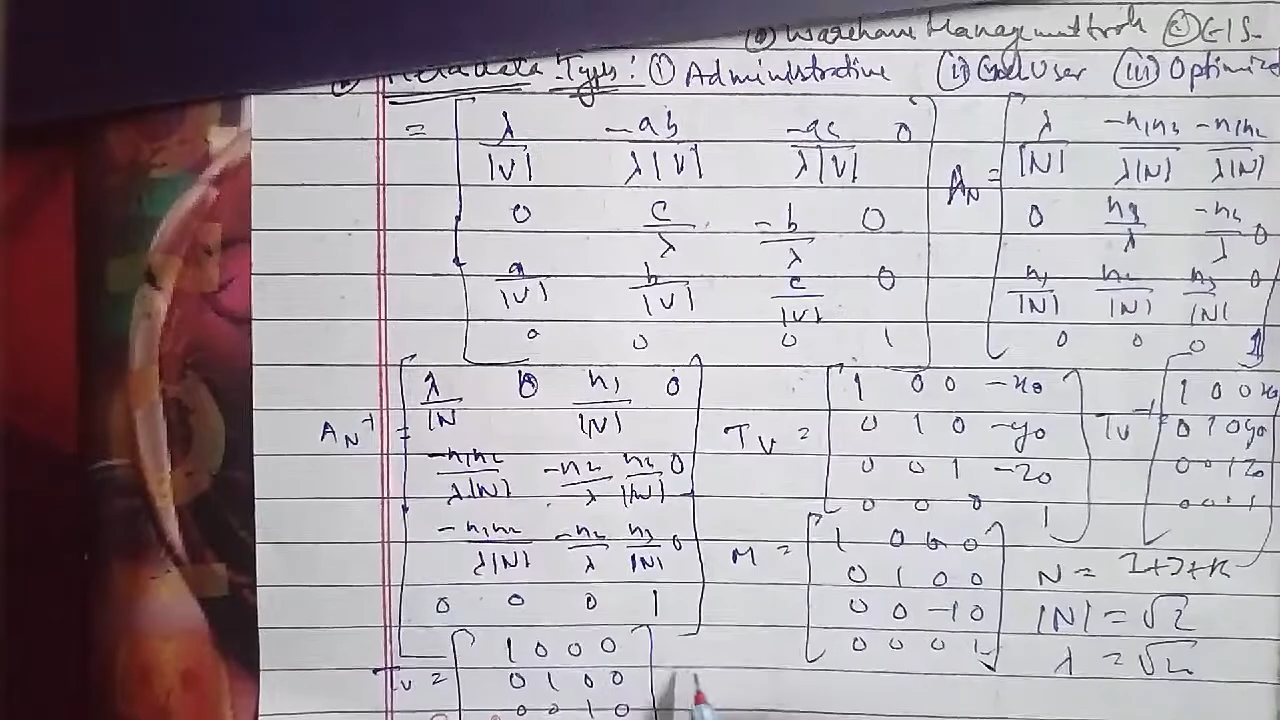 ② Warehouse Management tools ③ GIS
Metadata Types: ① Administrative (ii) End User (iii) Optimize
= λ/|V| -ab/λ|V| -ac/λ|V| 0
0 c/λ -b/λ 0
a/|V| b/|V| c/|V| 0
0 0 0 1
A_N = λ/|N| -n1n3/λ|N| -n1n2/λ|N|
0 n3/λ -n2/λ 0
n1/|N| n2/|N| n3/|N| 0
0 0 0 1
A_N⁻¹ = λ/|N 0 n1/|N| 0
-n1n2/λ|N| -n2/λ n2/|N| 0
-n1n2/λ|N| -n2/λ n3/|N| 0
0 0 0 1
T_V = 1 0 0 -x0
0 1 0 -y0
0 0 1 -z0
0 0 0 1
T_V⁻¹ 1 0 0 x0
0 1 0 y0
0 0 1 z0
0 0 0 1
M = 1 0 0 0
0 1 0 0
0 0 -1 0
0 0 0 1
N = I+J+K
|N| = √2
λ = √2
T_V = 1 0 0 0
0 1 0 0
0 0 1 0